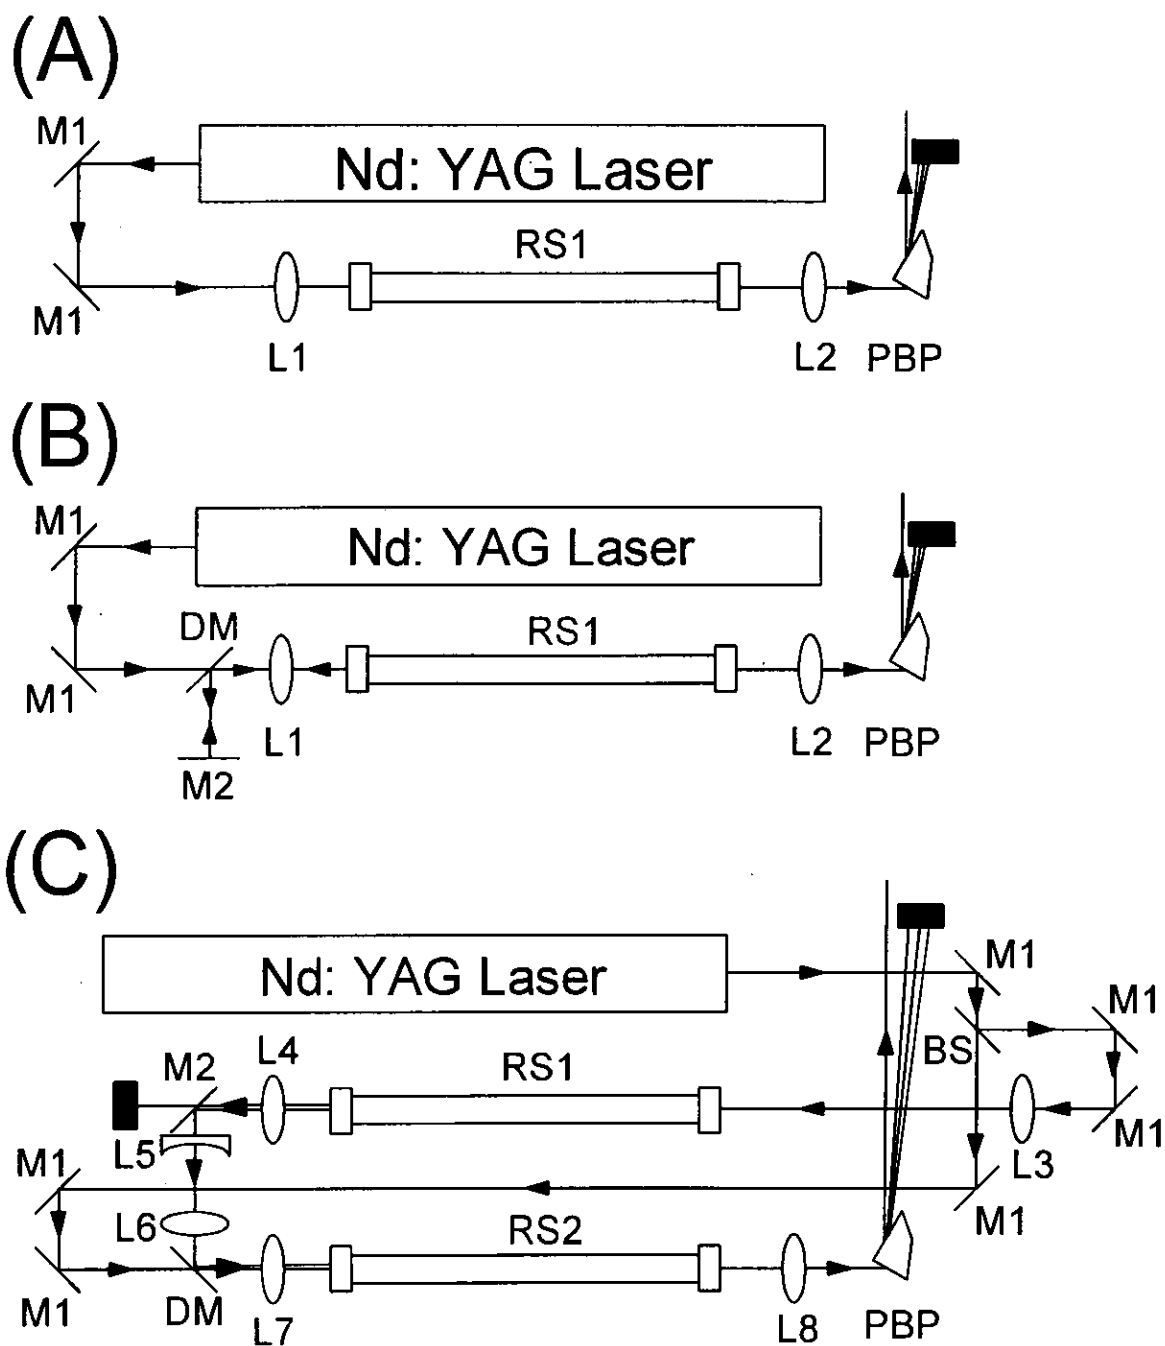 (A)
M1
Nd: YAG Laser
RS1
M1
L1
L2
PBP
(B)
M1
Nd: YAG Laser
DM
RS1
M1
L1
L2
PBP
M2
(C)
Nd: YAG Laser
M1
M1
BS
M2
L4
RS1
L5
M1
L3
M1
M1
L6
RS2
M1
DM
L7
L8
PBP